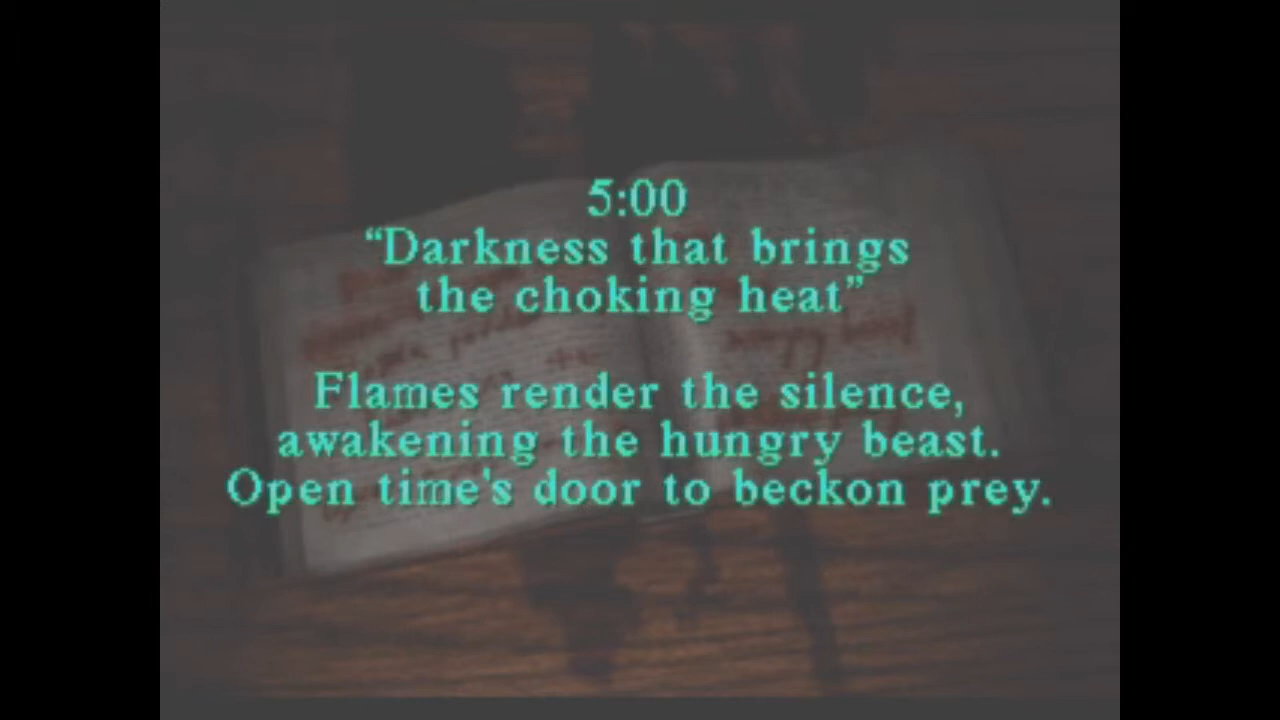 5:00
“Darkness that brings
the choking heat”
Flames render the silence,
awakening the hungry beast.
Open time's door to beckon prey.